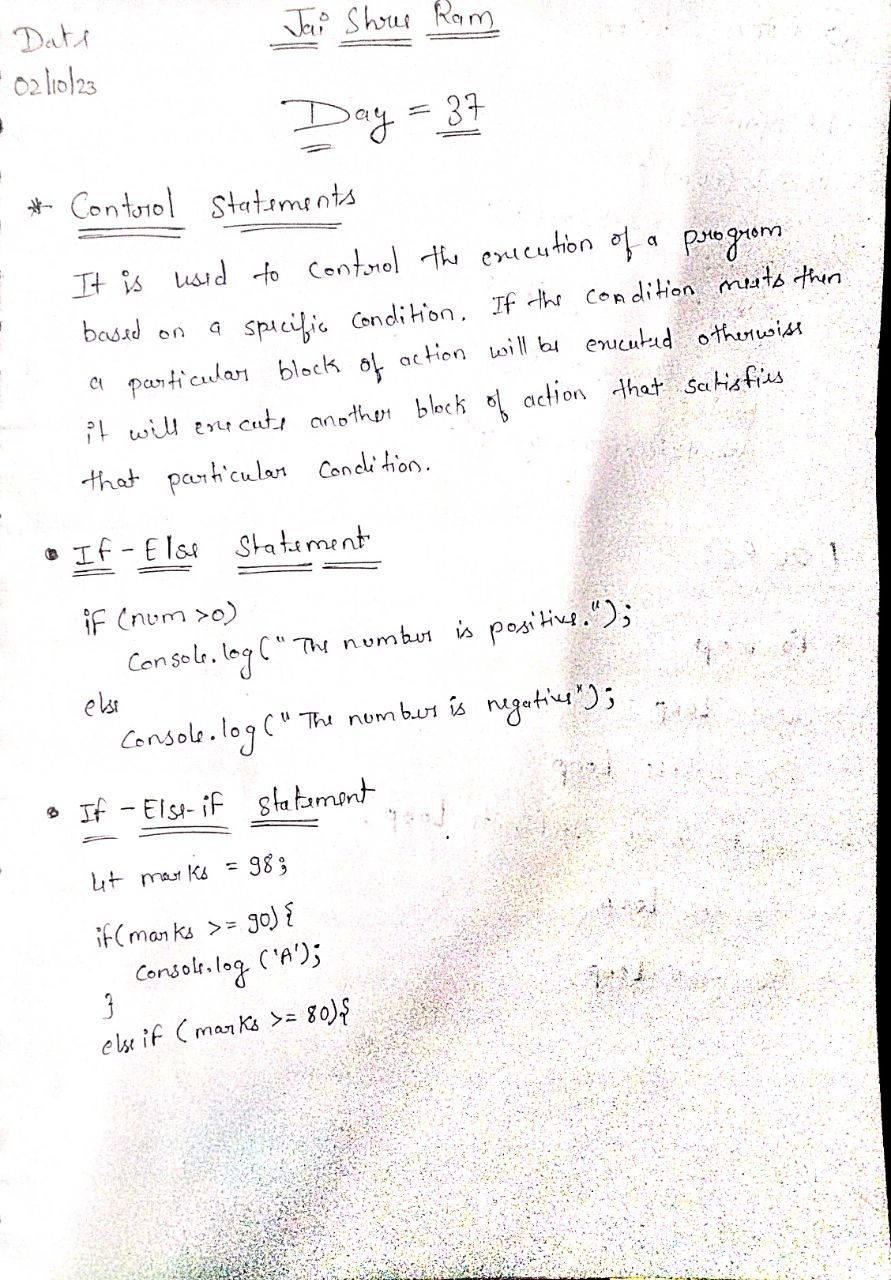 Date
02/10/23
Jai Shree Ram
Day = 37
* Control Statements
It is used to control the execution of a program
based on a specific condition. If the condition meets then
a particular block of action will be executed otherwise
it will execute another block of action that satisfies
that particular condition.
• If - Else Statement
if (num >0)
Console.log (" The number is positive.");
else
Console.log (" The number is negative");
• If - Else-if statement
let marks = 98;
if(marks >= 90) {
Console.log ('A');
}
else if (marks >= 80){